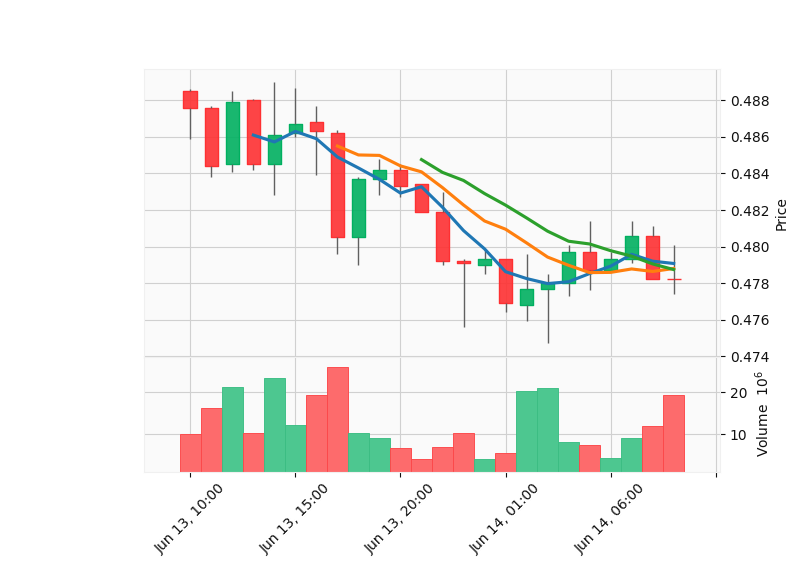 0.488
0.486
0.484
0.482
0.480
0.478
0.476
0.474
Price
20
10
Volume 10⁶
Jun 13, 10:00
Jun 13, 15:00
Jun 13, 20:00
Jun 14, 01:00
Jun 14, 06:00